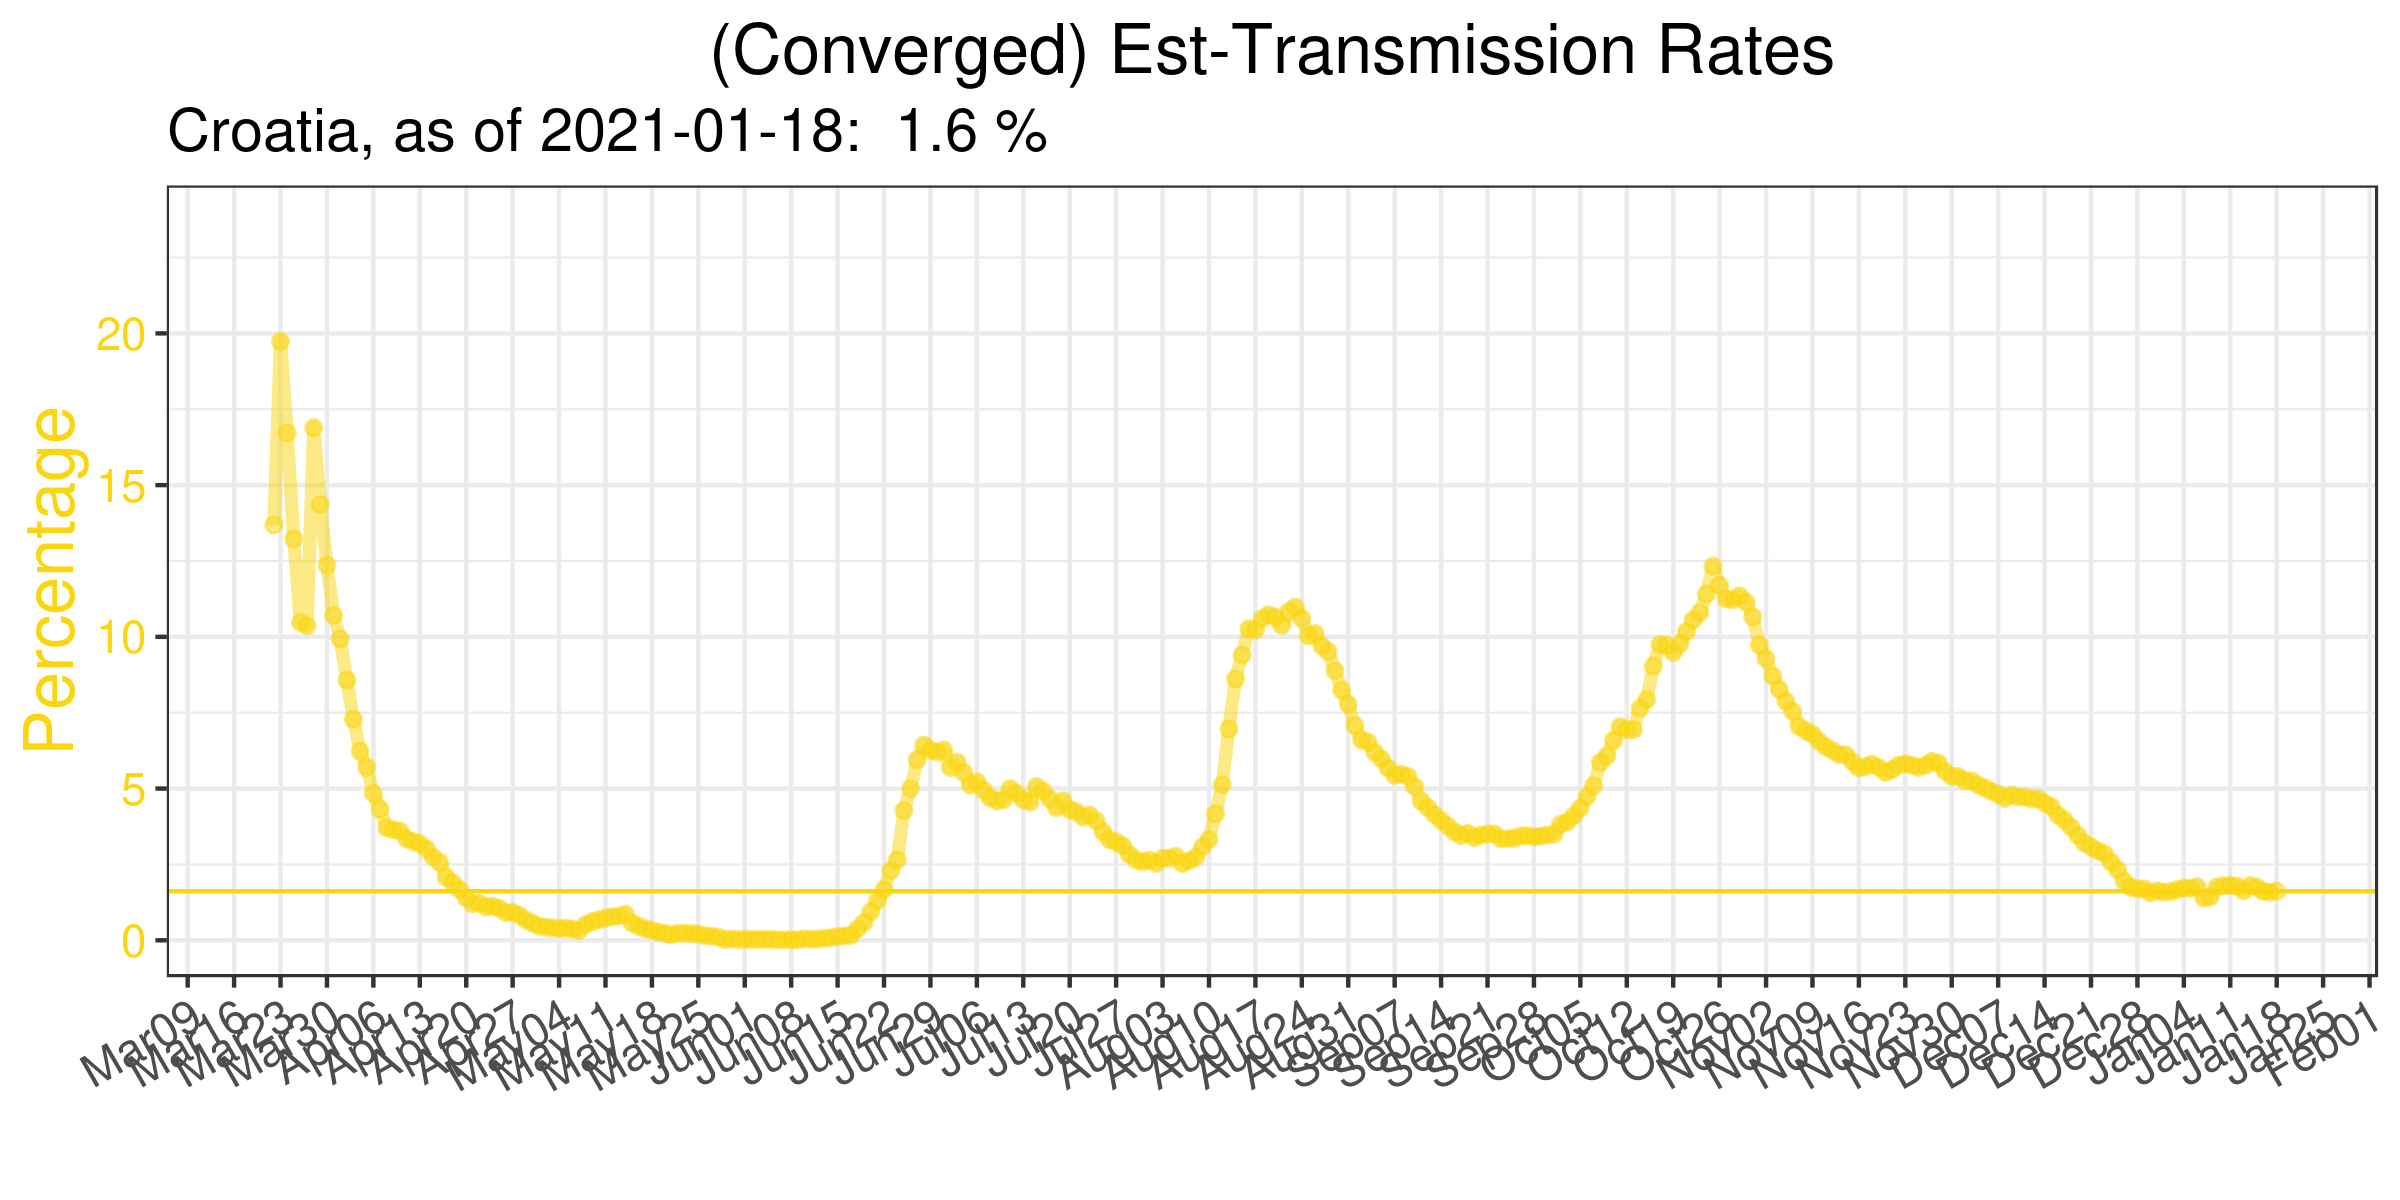 (Converged) Est-Transmission Rates
Croatia, as of 2021-01-18:  1.6 %
Percentage
20
15
10
5
0
Mar09
Mar16
Mar23
Mar30
Apr06
Apr13
Apr20
Apr27
May04
May11
May18
May25
Jun01
Jun08
Jun15
Jun22
Jun29
Jul06
Jul13
Jul20
Jul27
Aug03
Aug10
Aug17
Aug24
Aug31
Sep07
Sep14
Sep21
Sep28
Oct05
Oct12
Oct19
Oct26
Nov02
Nov09
Nov16
Nov23
Nov30
Dec07
Dec14
Dec21
Dec28
Jan04
Jan11
Jan18
Jan25
Feb01